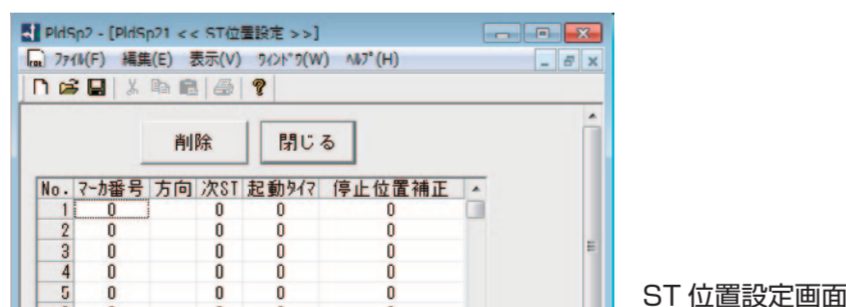 PldSp2 - [PldSp21 << ST位置設定 >>]
ﾌｧｲﾙ(F) 編集(E) 表示(V) ｳｨﾝﾄﾞｳ(W) ﾍﾙﾌﾟ(H)
削除 閉じる
No. ﾏｰｶ番号 方向 次ST 起動ﾀｲﾏ 停止位置補正
1 0 0 0 0
2 0 0 0 0
3 0 0 0 0
4 0 0 0 0
5 0 0 0 0
ST 位置設定画面